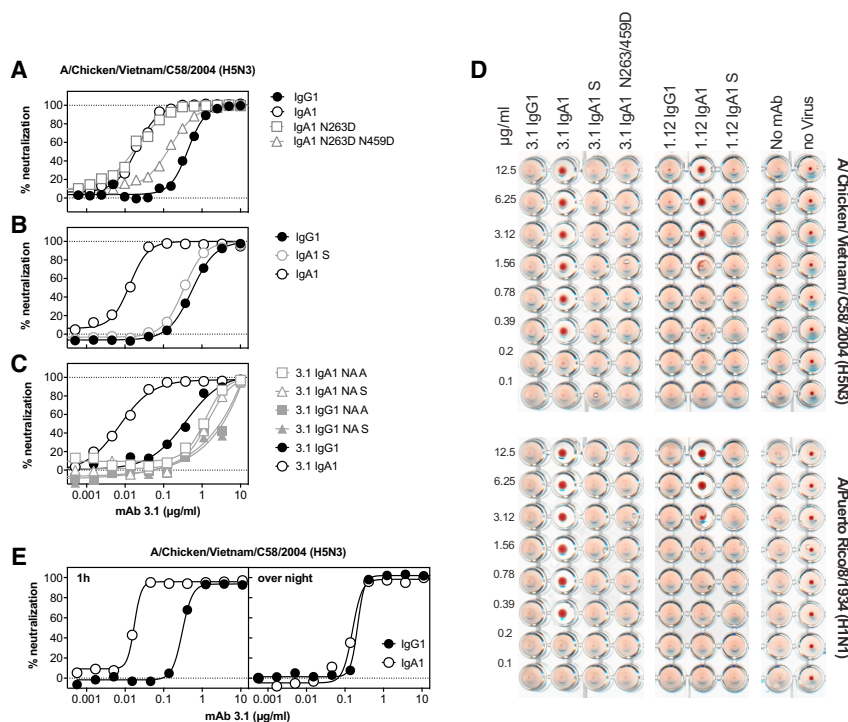 A
A/Chicken/Vietnam/C58/2004 (H5N3)
% neutralization
100
80
60
40
20
0
IgG1
IgA1
IgA1 N263D
IgA1 N263D N459D
B
% neutralization
100
80
60
40
20
0
IgG1
IgA1 S
IgA1
C
% neutralization
100
80
60
40
20
0
3.1 IgA1 NA A
3.1 IgA1 NA S
3.1 IgG1 NA A
3.1 IgG1 NA S
3.1 IgG1
3.1 IgA1
0.001 0.01 0.1 1 10
mAb 3.1 (µg/ml)
D
µg/ml
3.1 IgG1
3.1 IgA1
3.1 IgA1 S
3.1 IgA1 N263/459D
1.12 IgG1
1.12 IgA1
1.12 IgA1 S
No mAb
no Virus
12.5
6.25
3.12
1.56
0.78
0.39
0.2
0.1
A/Chicken/Vietnam/C58/2004 (H5N3)
12.5
6.25
3.12
1.56
0.78
0.39
0.2
0.1
A/Puerto Rico/8/1934 (H1N1)
E
A/Chicken/Vietnam/C58/2004 (H5N3)
% neutralization
100
80
60
40
20
0
1h
over night
IgG1
IgA1
0.001 0.01 0.1 1 10
0.001 0.01 0.1 1 10
mAb 3.1 (µg/ml)